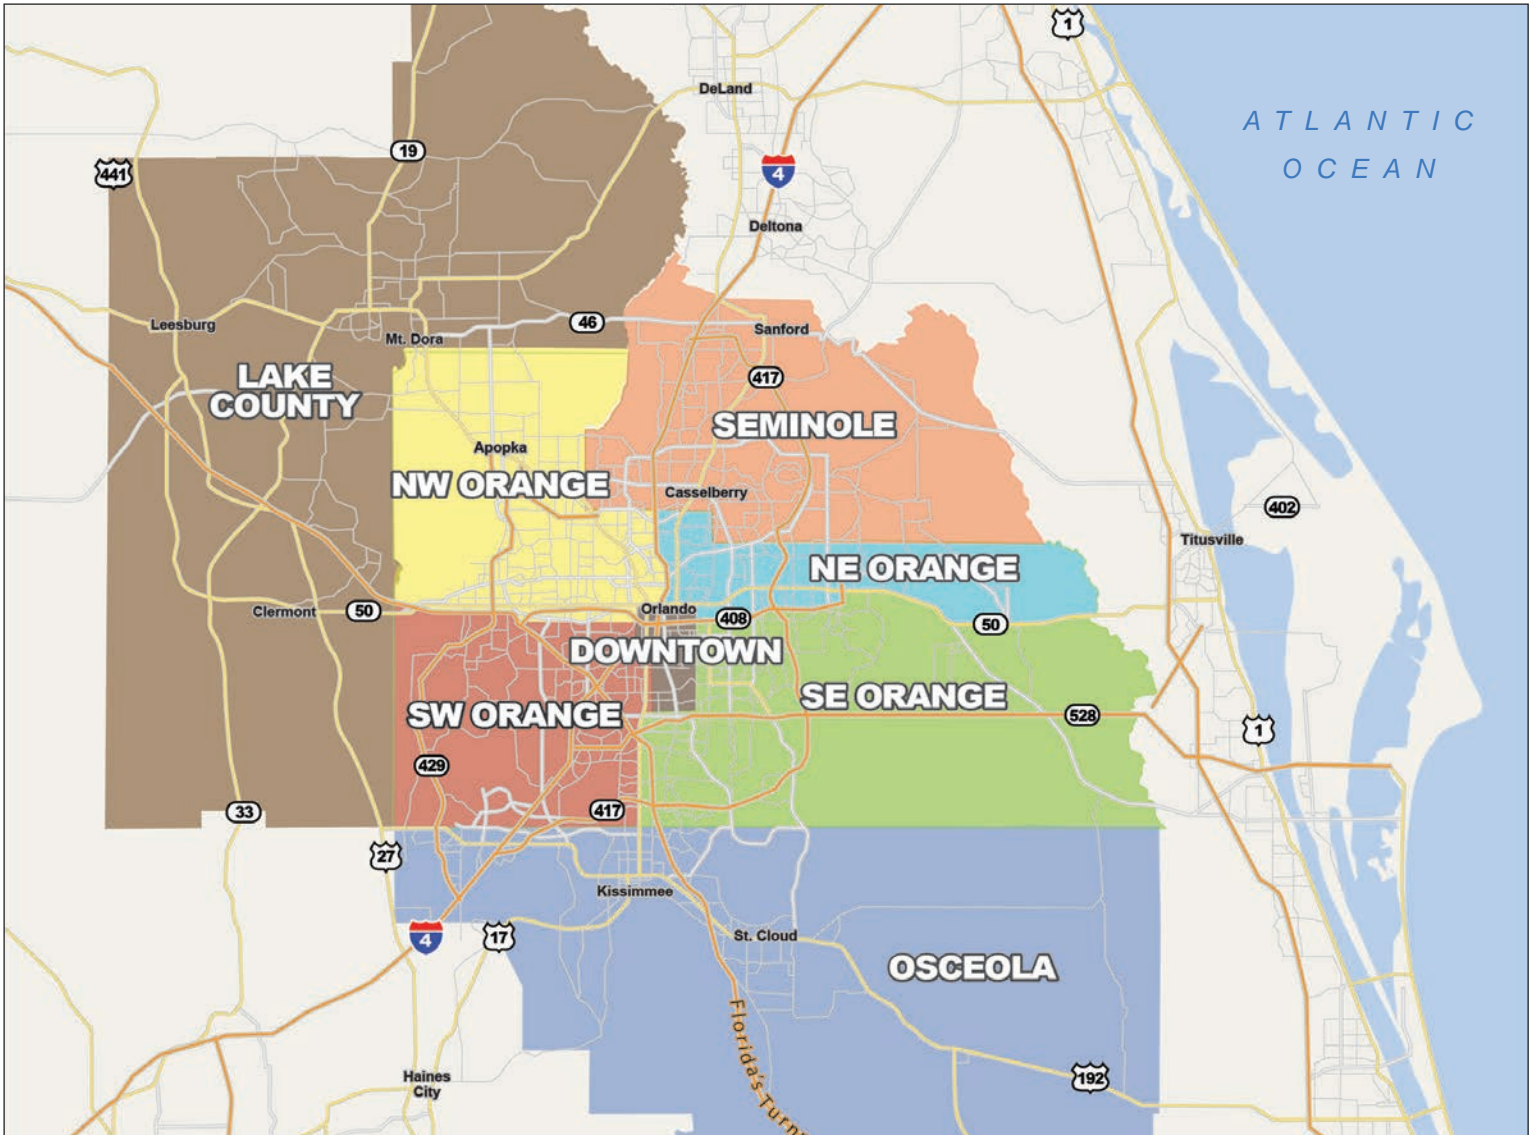 1
DeLand
ATLANTIC
OCEAN
19
441
4
Deltona
Leesburg
46
Sanford
Mt. Dora
LAKE
COUNTY
417
SEMINOLE
Apopka
NW ORANGE
Casselberry
402
Titusville
NE ORANGE
Clermont
50
Orlando
408
50
DOWNTOWN
SE ORANGE
SW ORANGE
528
1
429
33
417
27
Kissimmee
4
17
St. Cloud
OSCEOLA
Florida's Turn
Haines
City
192